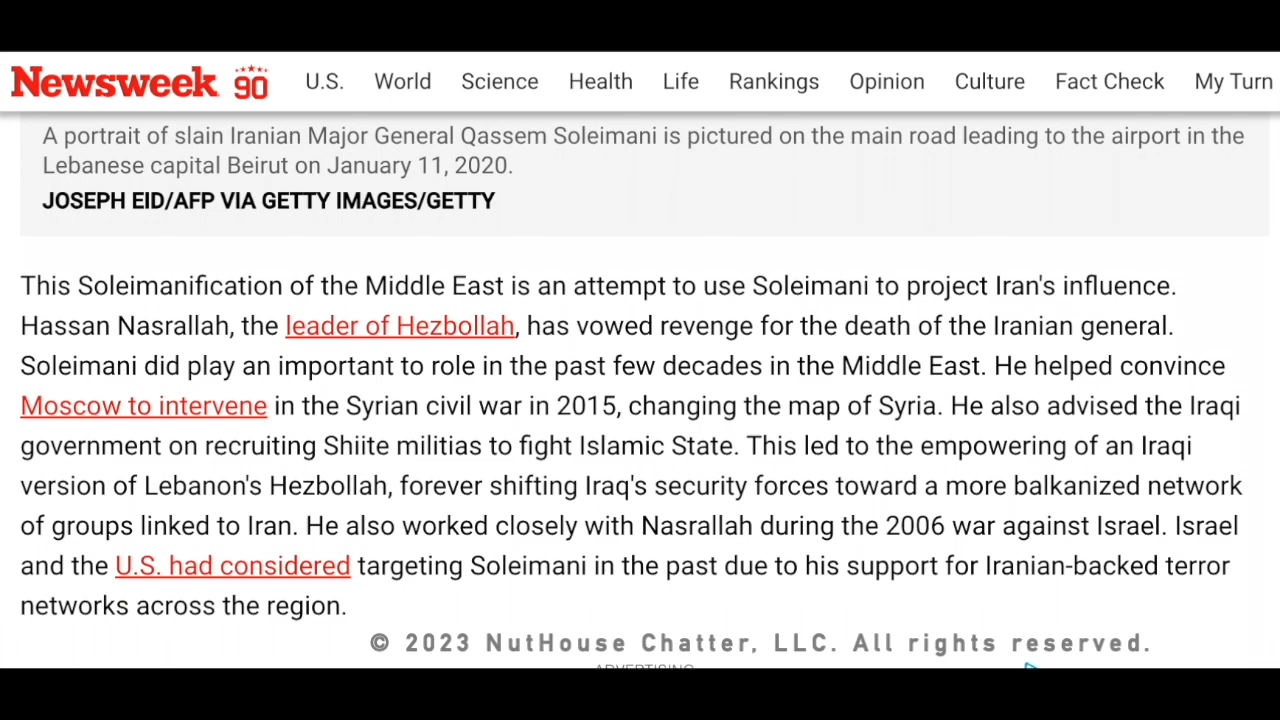 Newsweek 90 U.S. World Science Health Life Rankings Opinion Culture Fact Check My Turn
A portrait of slain Iranian Major General Qassem Soleimani is pictured on the main road leading to the airport in the
Lebanese capital Beirut on January 11, 2020.
JOSEPH EID/AFP VIA GETTY IMAGES/GETTY
This Soleimanification of the Middle East is an attempt to use Soleimani to project Iran's influence.
Hassan Nasrallah, the leader of Hezbollah, has vowed revenge for the death of the Iranian general.
Soleimani did play an important to role in the past few decades in the Middle East. He helped convince
Moscow to intervene in the Syrian civil war in 2015, changing the map of Syria. He also advised the Iraqi
government on recruiting Shiite militias to fight Islamic State. This led to the empowering of an Iraqi
version of Lebanon's Hezbollah, forever shifting Iraq's security forces toward a more balkanized network
of groups linked to Iran. He also worked closely with Nasrallah during the 2006 war against Israel. Israel
and the U.S. had considered targeting Soleimani in the past due to his support for Iranian-backed terror
networks across the region.
© 2023 NutHouse Chatter, LLC. All rights reserved.
ADVERTISING